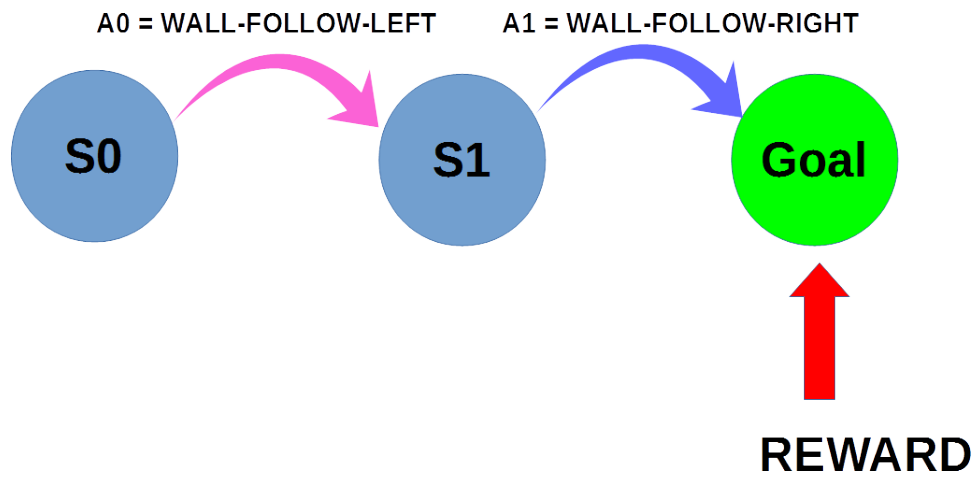 A0 = WALL-FOLLOW-LEFT
A1 = WALL-FOLLOW-RIGHT
S0
S1
Goal
REWARD